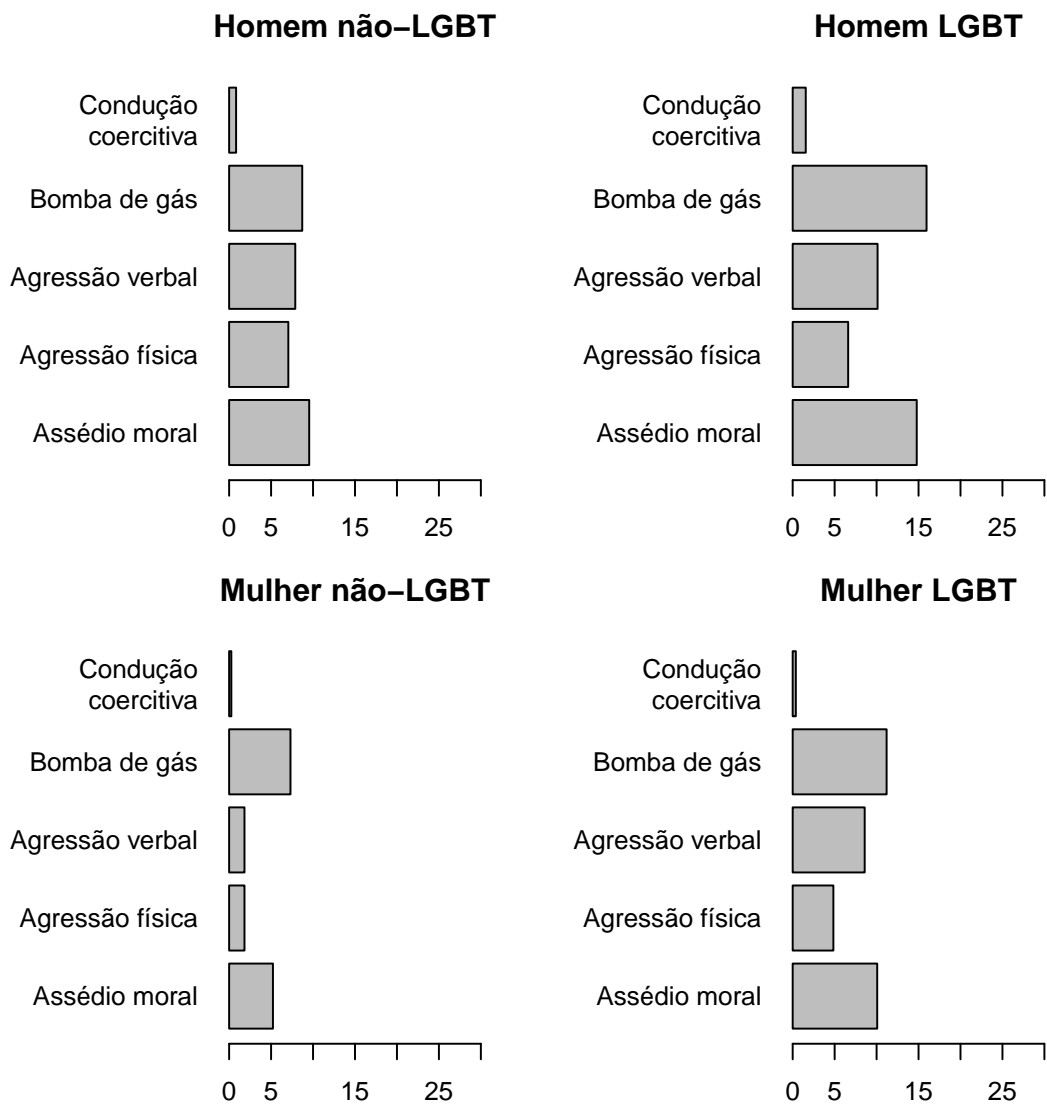 Homem não−LGBT
Condução
coercitiva
Bomba de gás
Agressão verbal
Agressão física
Assédio moral
0 5 15 25
Homem LGBT
Condução
coercitiva
Bomba de gás
Agressão verbal
Agressão física
Assédio moral
0 5 15 25
Mulher não−LGBT
Condução
coercitiva
Bomba de gás
Agressão verbal
Agressão física
Assédio moral
0 5 15 25
Mulher LGBT
Condução
coercitiva
Bomba de gás
Agressão verbal
Agressão física
Assédio moral
0 5 15 25